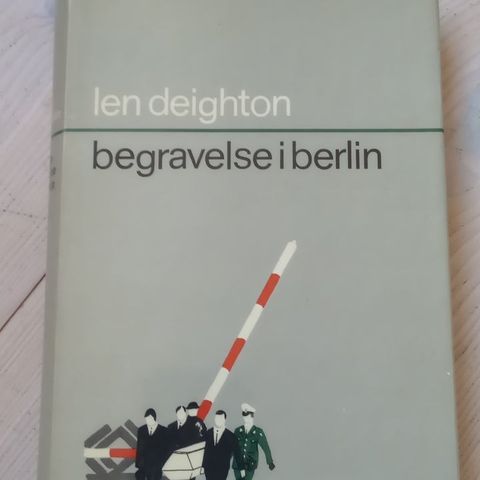 len deighton
begravelse i berlin